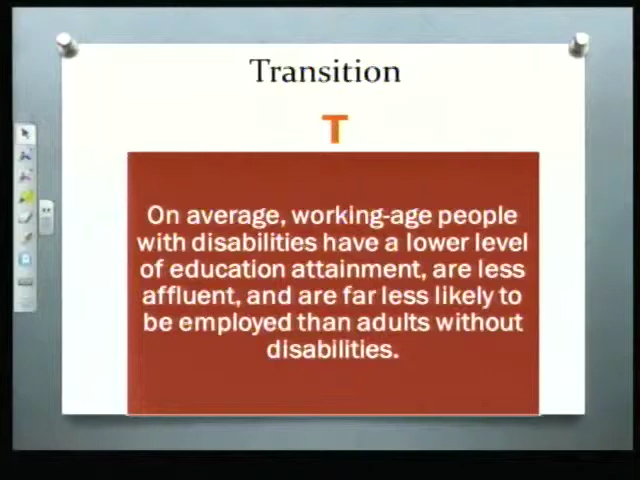 Transition
T
On average, working-age people
with disabilities have a lower level
of education attainment, are less
affluent, and are far less likely to
be employed than adults without
disabilities.